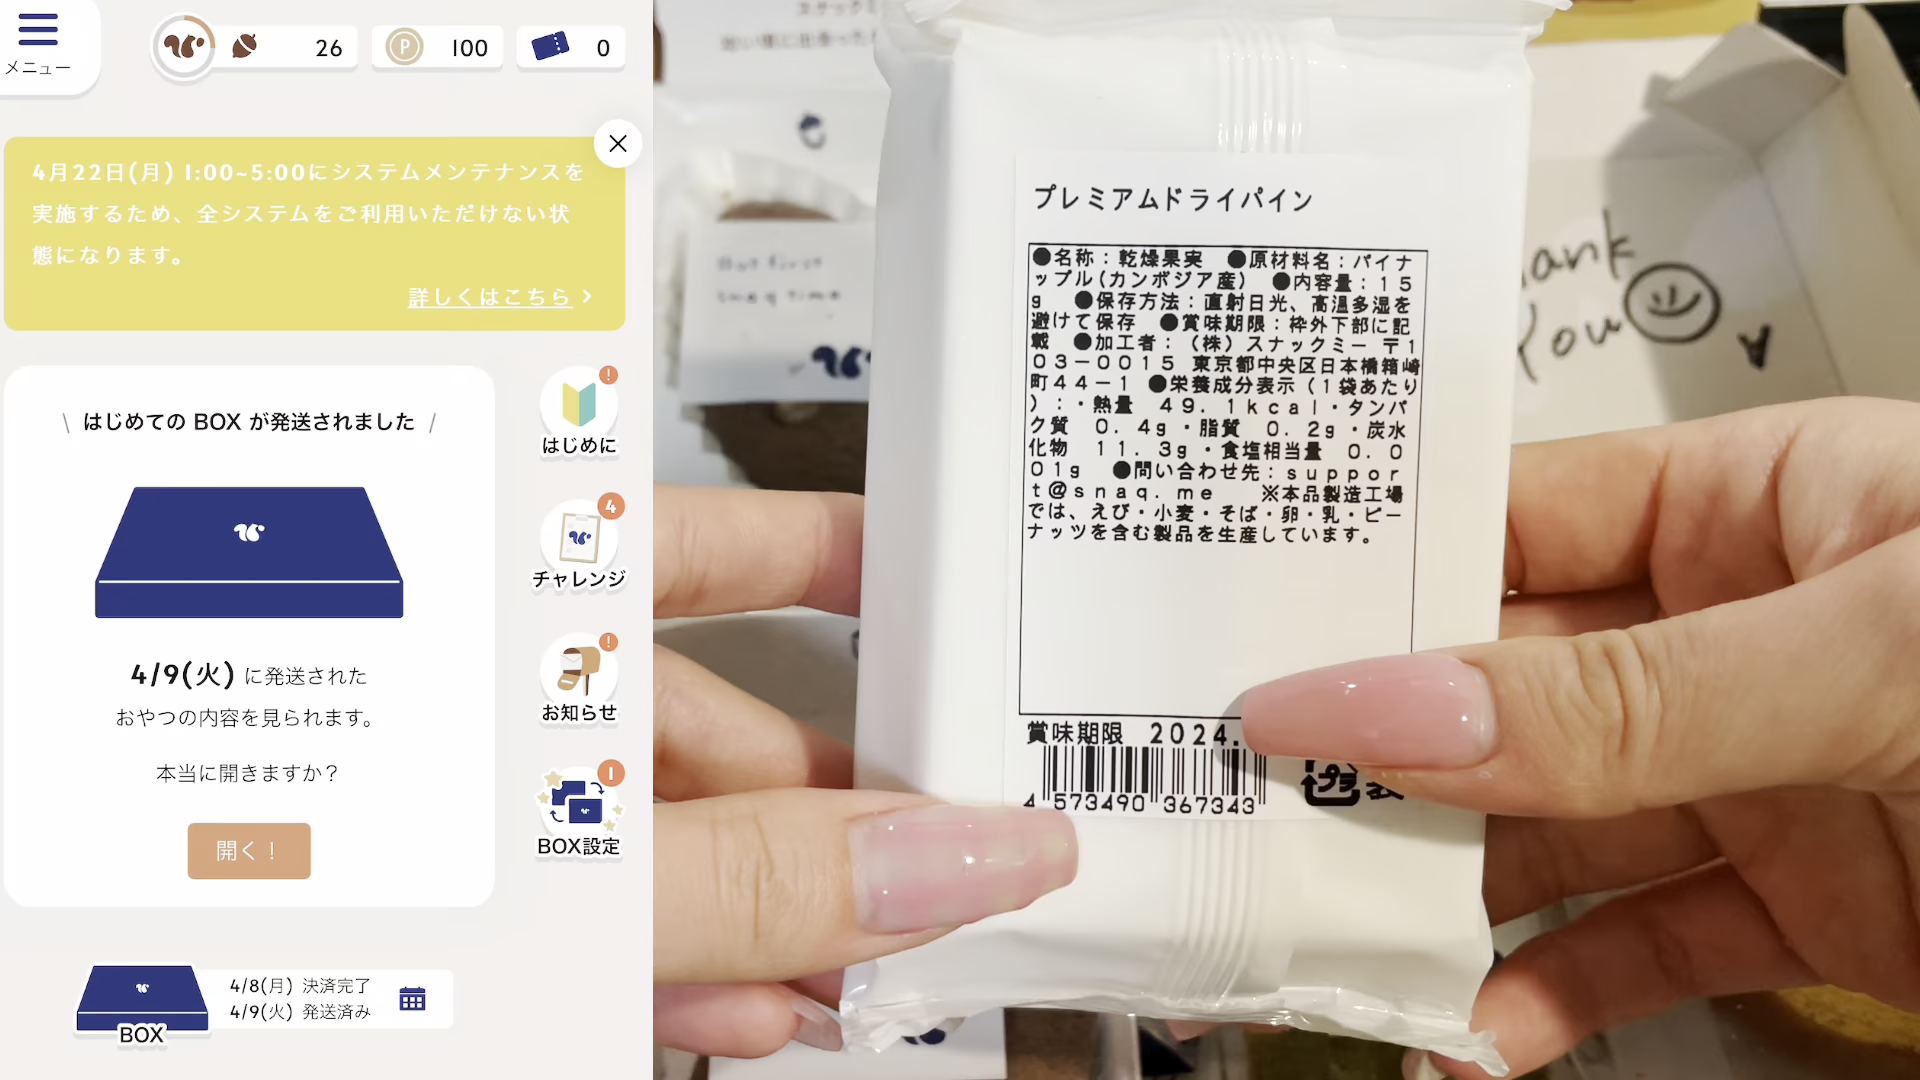 メニュー
26
P
100
0
4月22日(月) 1:00~5:00にシステムメンテナンスを
実施するため、全システムをご利用いただけない状
態になります。
詳しくはこちら
\ はじめての BOX が発送されました /
4/9(火) に発送された
おやつの内容を見られます。
本当に開きますか？
開く！
!
はじめに
4
チャレンジ
!
お知らせ
1
BOX設定
BOX
4/8(月) 決済完了
4/9(火) 発送済み
プレミアムドライパイン
●名称：乾燥果実 ●原材料名：パイナ
ップル(カンボジア産) ●内容量：15
g ●保存方法：直射日光、高温多湿を
避けて保存 ●賞味期限：枠外下部に記
載 ●加工者：（株）スナックミー 〒1
03－0015 東京都中央区日本橋箱崎
町44－1 ●栄養成分表示（1袋あたり
）：・熱量 49.1kcal・タンパ
ク質 0.4g・脂質 0.2g・炭水
化物 11.3g・食塩相当量 0.0
01g ●問い合わせ先：suppor
t@snaq.me ※本品製造工場
では、えび・小麦・そば・卵・乳・ピー
ナッツを含む製品を生産しています。
賞味期限 2024.
4 573490 367343
プラ
hank
You